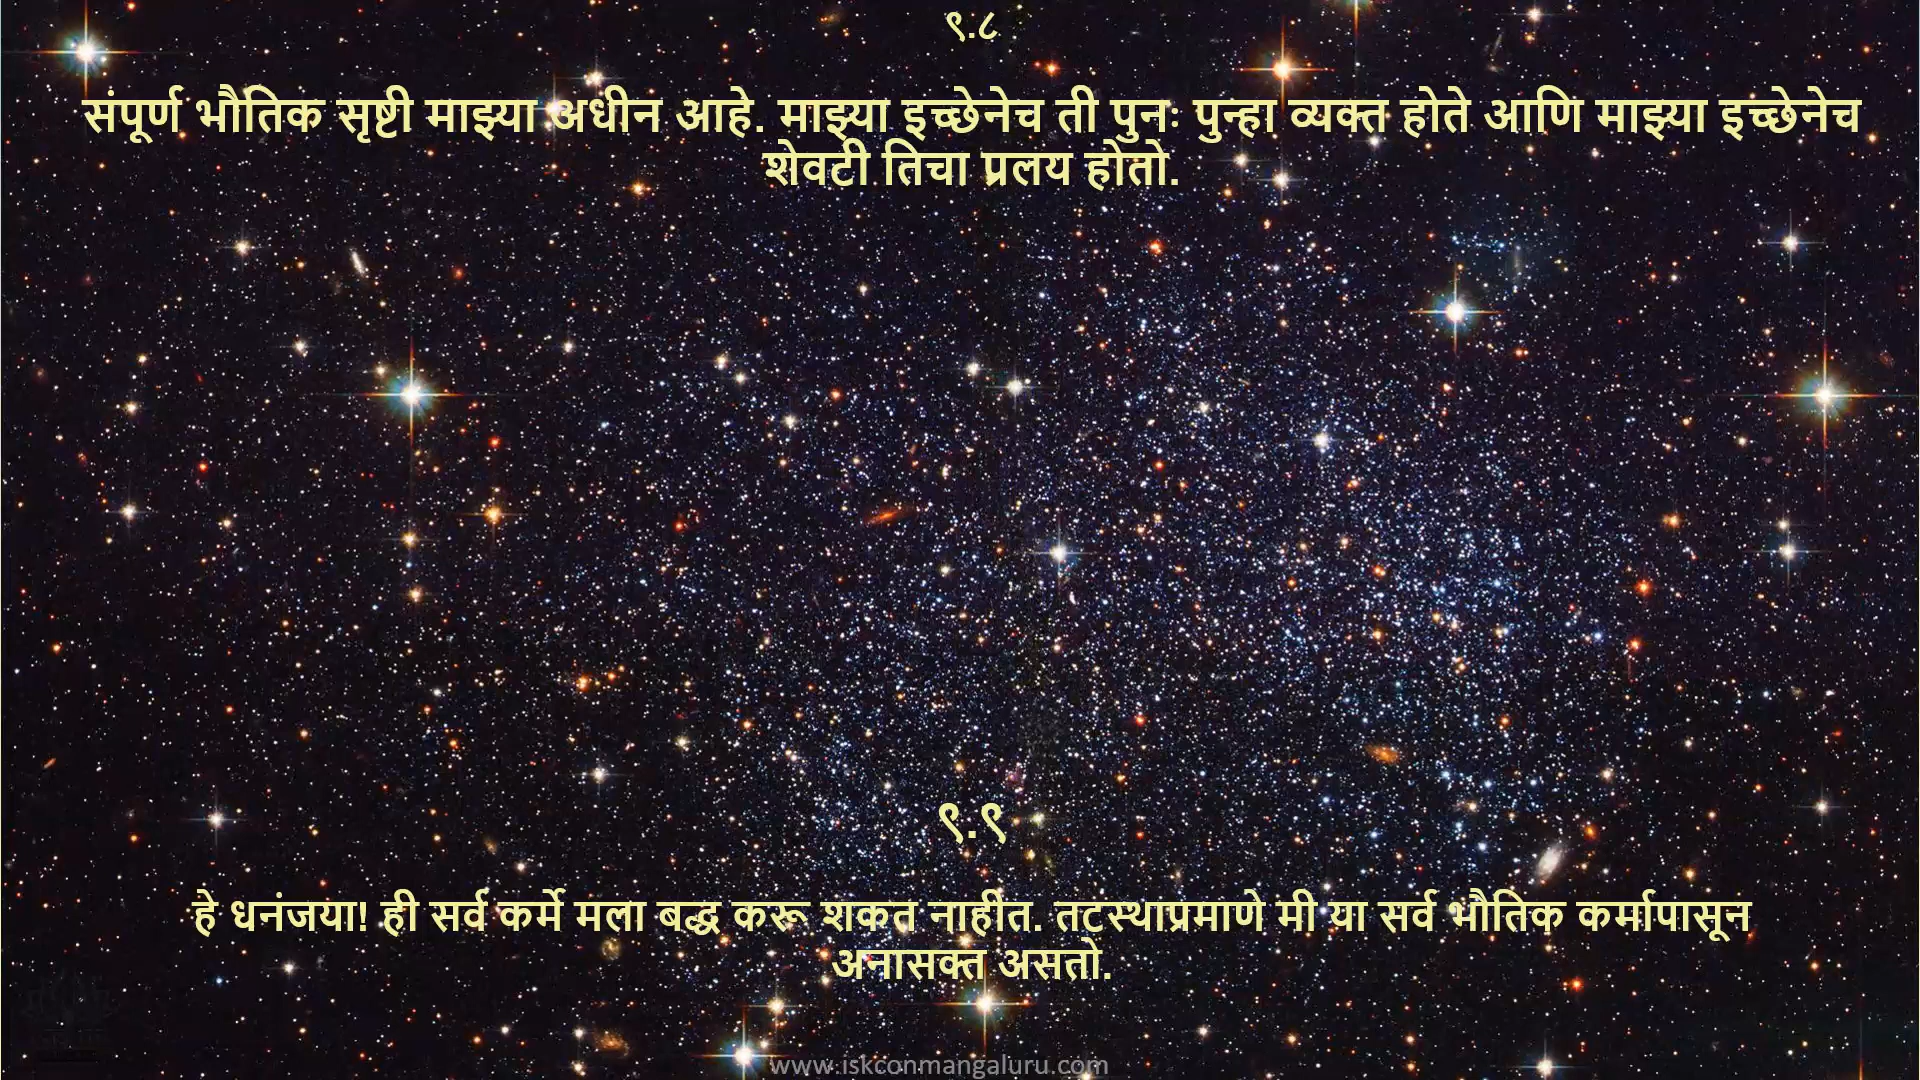 ९.८
संपूर्ण भौतिक सृष्टी माझ्या अधीन आहे. माझ्या इच्छेनेच ती पुनः पुन्हा व्यक्त होते आणि माझ्या इच्छेनेच
शेवटी तिचा प्रलय होतो.
९.९
हे धनंजया! ही सर्व कर्मे मला बद्ध करू शकत नाहीत. तटस्थाप्रमाणे मी या सर्व भौतिक कर्मापासून
अनासक्त असतो.
www.iskconmangaluru.com